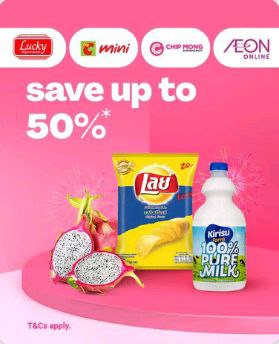 Lucky
mini
CHIP MONG
ÆON
ONLINE
save up to
50%*
เลย์
Kirisu
Farm
100%
PURE
MILK
T&Cs apply.